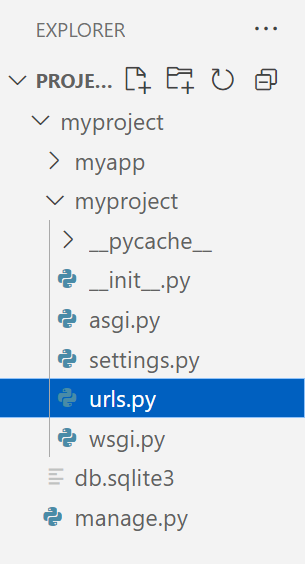 EXPLORER ...
PROJE...
myproject
myapp
myproject
__pycache__
__init__.py
asgi.py
settings.py
urls.py
wsgi.py
db.sqlite3
manage.py